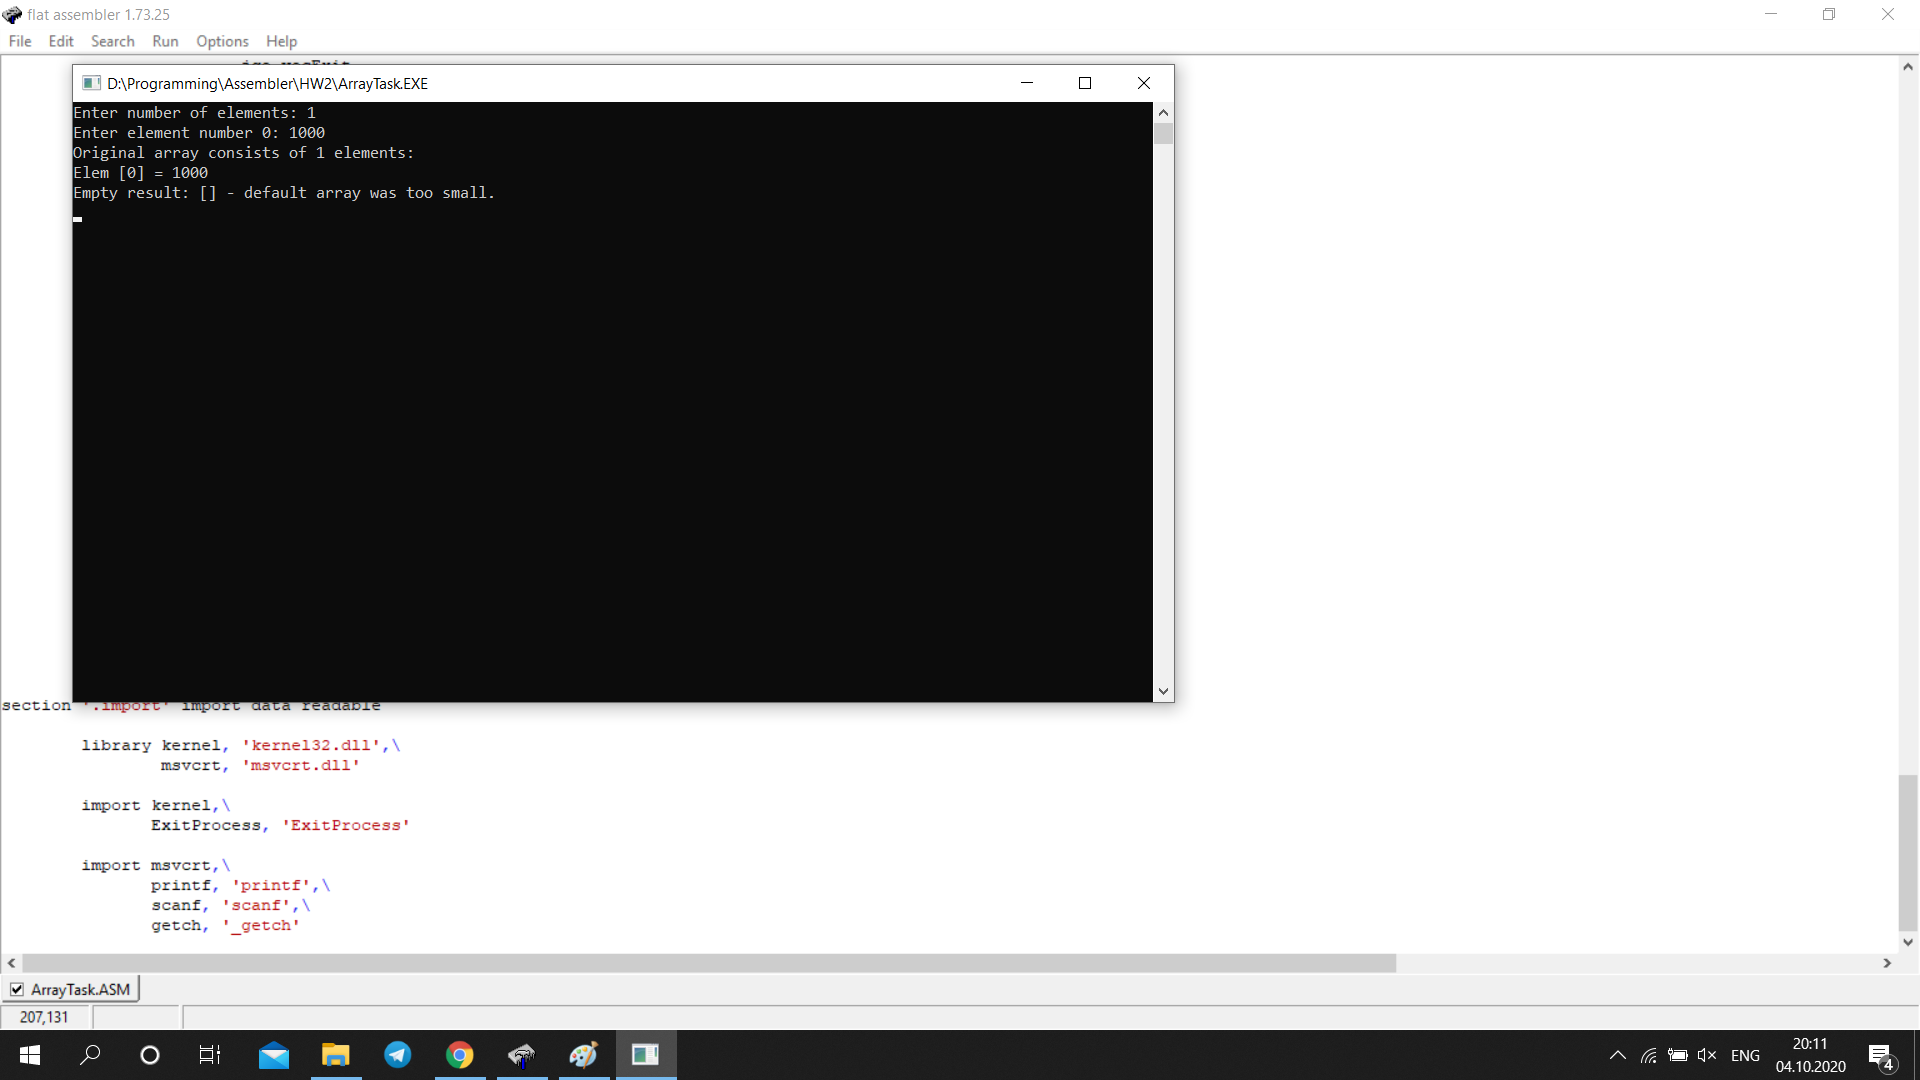 flat assembler 1.73.25
File Edit Search Run Options Help
D:\Programming\Assembler\HW2\ArrayTask.EXE
Enter number of elements: 1
Enter element number 0: 1000
Original array consists of 1 elements:
Elem [0] = 1000
Empty result: [] - default array was too small.
section '.import' import data readable
library kernel, 'kernel32.dll',\
msvcrt, 'msvcrt.dll'
import kernel,\
ExitProcess, 'ExitProcess'
import msvcrt,\
printf, 'printf',\
scanf, 'scanf',\
getch, '_getch'
ArrayTask.ASM
207,131
ENG
20:11
04.10.2020
4